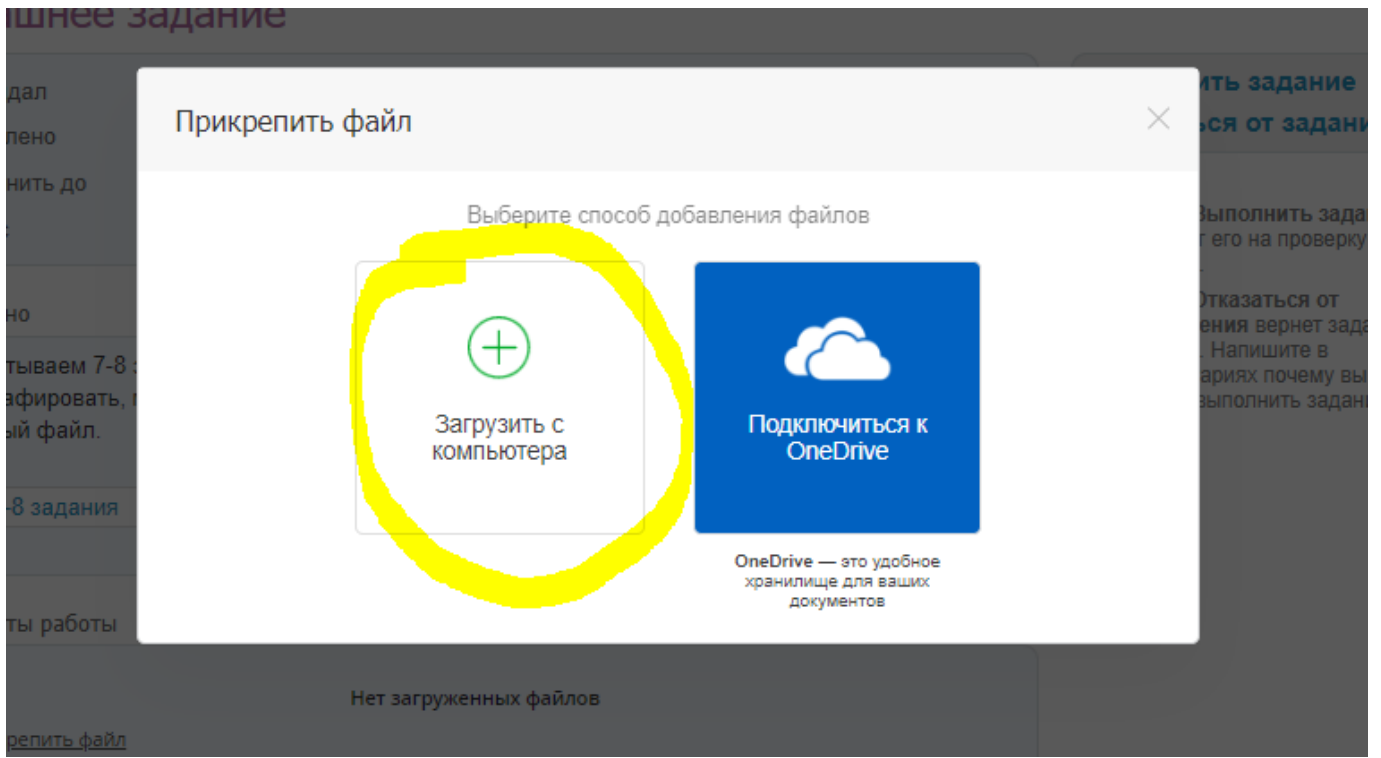 задание
Прикрепить файл
задание
дал
лено
нить до
Выберите способ добавления файлов
Загрузить с
компьютера
Подключиться к
OneDrive
OneDrive — это удобное
хранилище для ваших
документов
но
тываем 7-8
афировать,
ый файл.
-8 задания
ты работы
Нет загруженных файлов
репить файл
ся от задани
Выполнить зада
его на проверку
Отказаться от
ения вернет зада
. Напишите в
ариях почему вы
выполнить задан